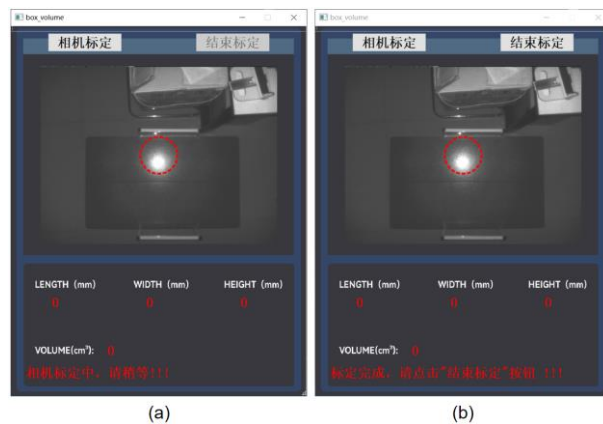 box_volume
相机标定 结束标定
LENGTH (mm) WIDTH (mm) HEIGHT (mm)
0 0 0
VOLUME(cm³): 0
相机标定中，请稍等!!!
(a)
box_volume
相机标定 结束标定
LENGTH (mm) WIDTH (mm) HEIGHT (mm)
0 0 0
VOLUME(cm³): 0
标定完成，请点击"结束标定"按钮 !!!
(b)